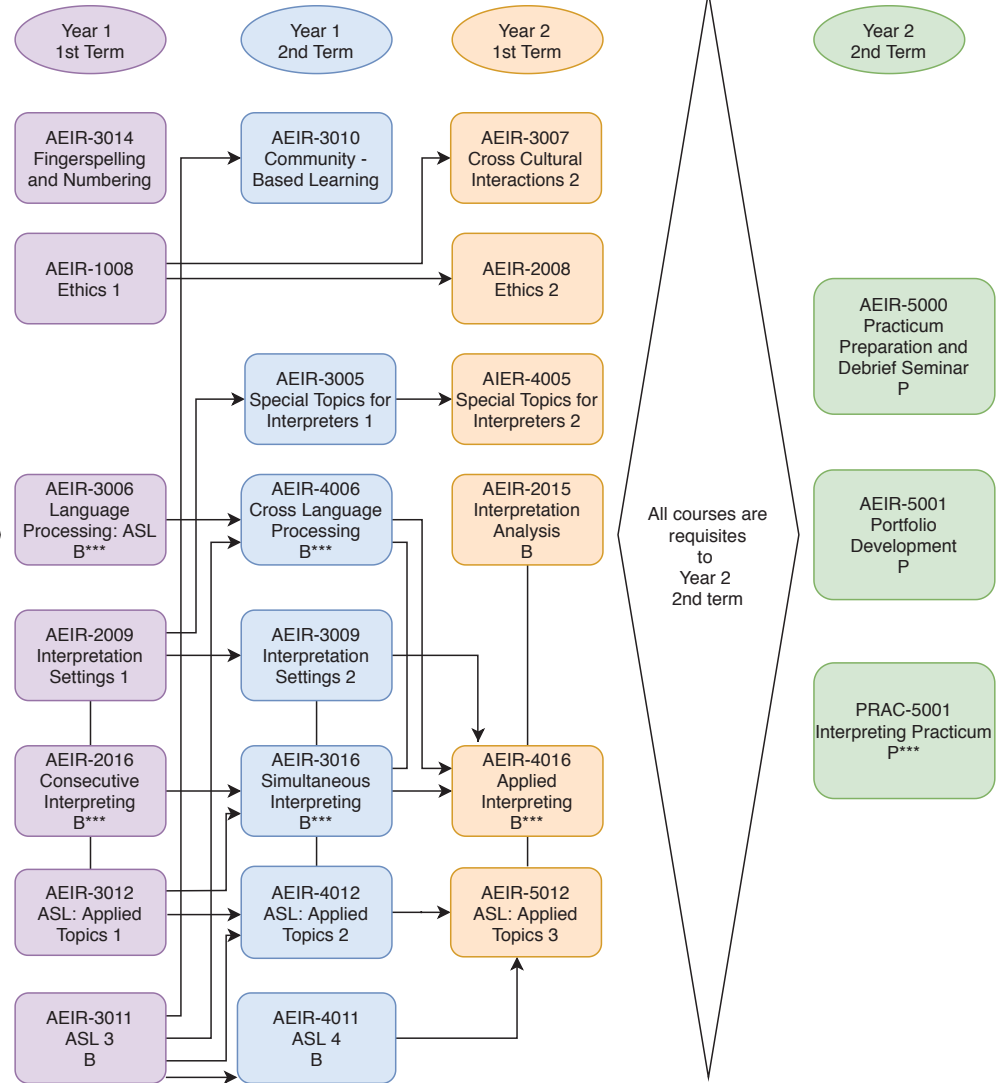 Year 1
1st Term
Year 1
2nd Term
Year 2
1st Term
Year 2
2nd Term
AEIR-3014
Fingerspelling
and Numbering
AEIR-3010
Community -
Based Learning
AEIR-3007
Cross Cultural
Interactions 2
AEIR-1008
Ethics 1
AEIR-2008
Ethics 2
AEIR-5000
Practicum
Preparation and
Debrief Seminar
P
AEIR-3005
Special Topics for
Interpreters 1
AIER-4005
Special Topics for
Interpreters 2
AEIR-3006
Language
Processing: ASL
B***
AEIR-4006
Cross Language
Processing
B***
AEIR-2015
Interpretation
Analysis
B
All courses are
requisites
to
Year 2
2nd term
AEIR-5001
Portfolio
Development
P
AEIR-2009
Interpretation
Settings 1
AEIR-3009
Interpretation
Settings 2
PRAC-5001
Interpreting Practicum
P***
AEIR-2016
Consecutive
Interpreting
B***
AEIR-3016
Simultaneous
Interpreting
B***
AEIR-4016
Applied
Interpreting
B***
AEIR-3012
ASL: Applied
Topics 1
AEIR-4012
ASL: Applied
Topics 2
AEIR-5012
ASL: Applied
Topics 3
AEIR-3011
ASL 3
B
AEIR-4011
ASL 4
B